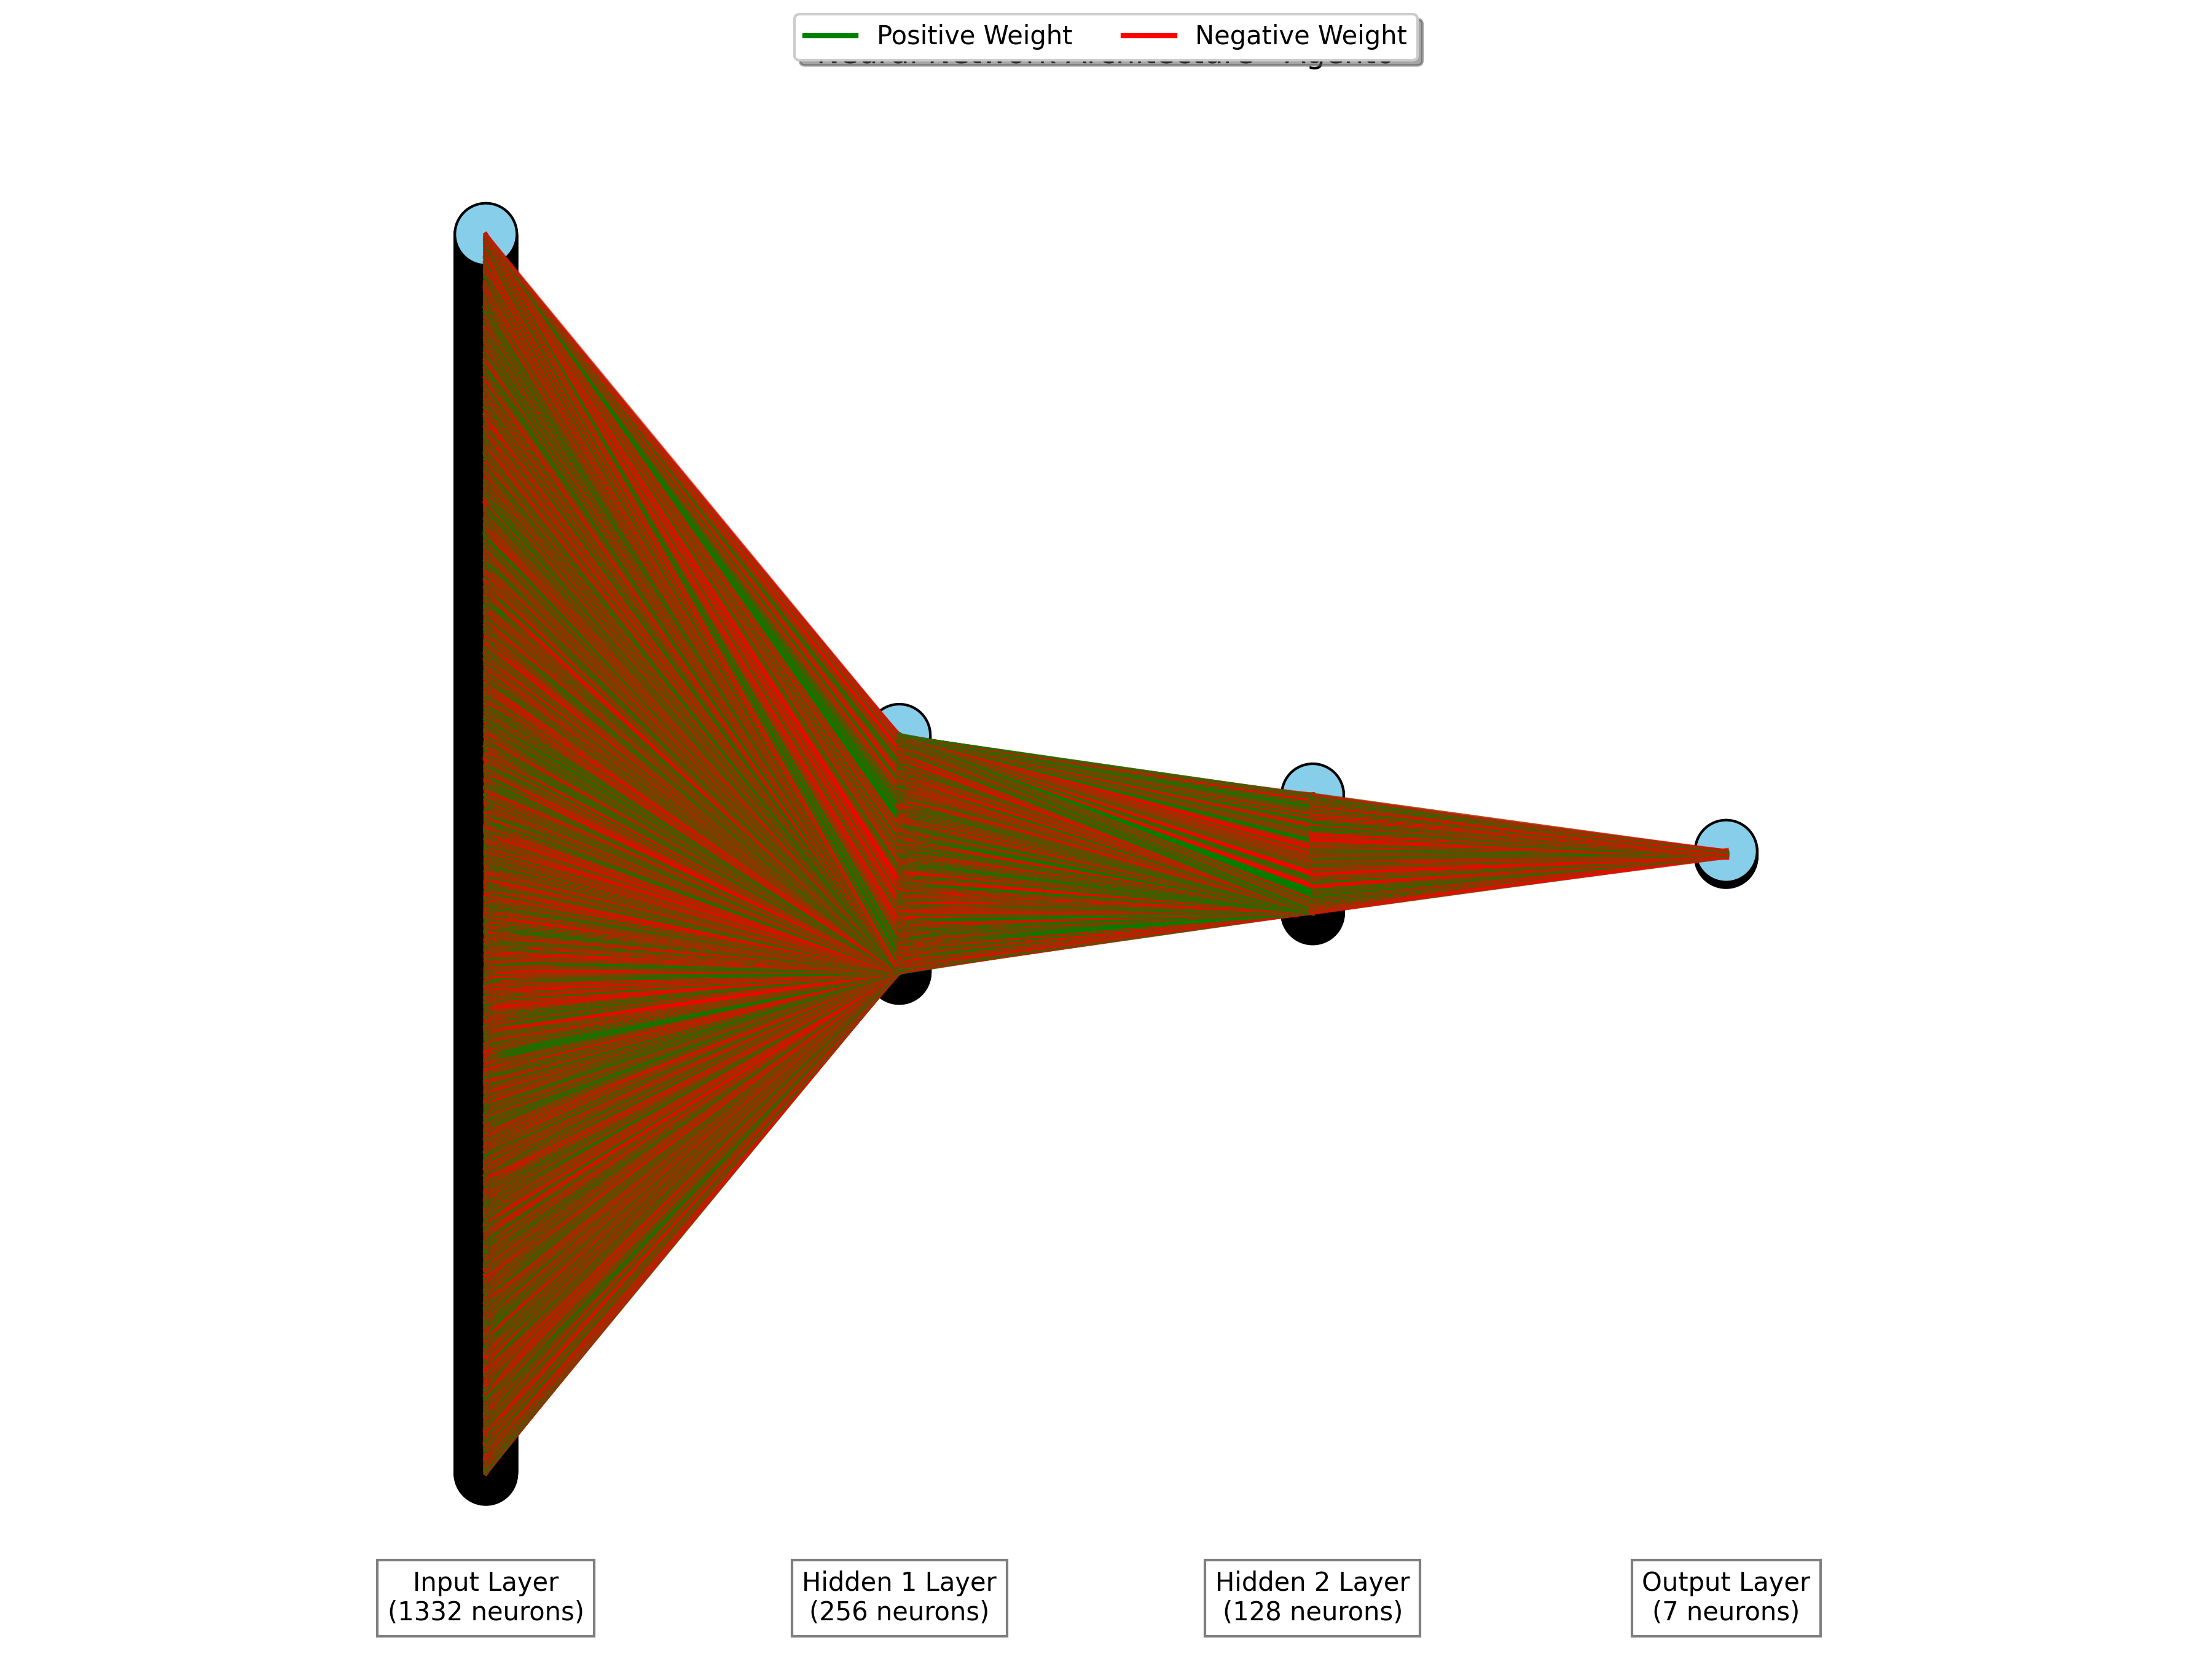 Positive Weight
Negative Weight
Input Layer
(1332 neurons)
Hidden 1 Layer
(256 neurons)
Hidden 2 Layer
(128 neurons)
Output Layer
(7 neurons)